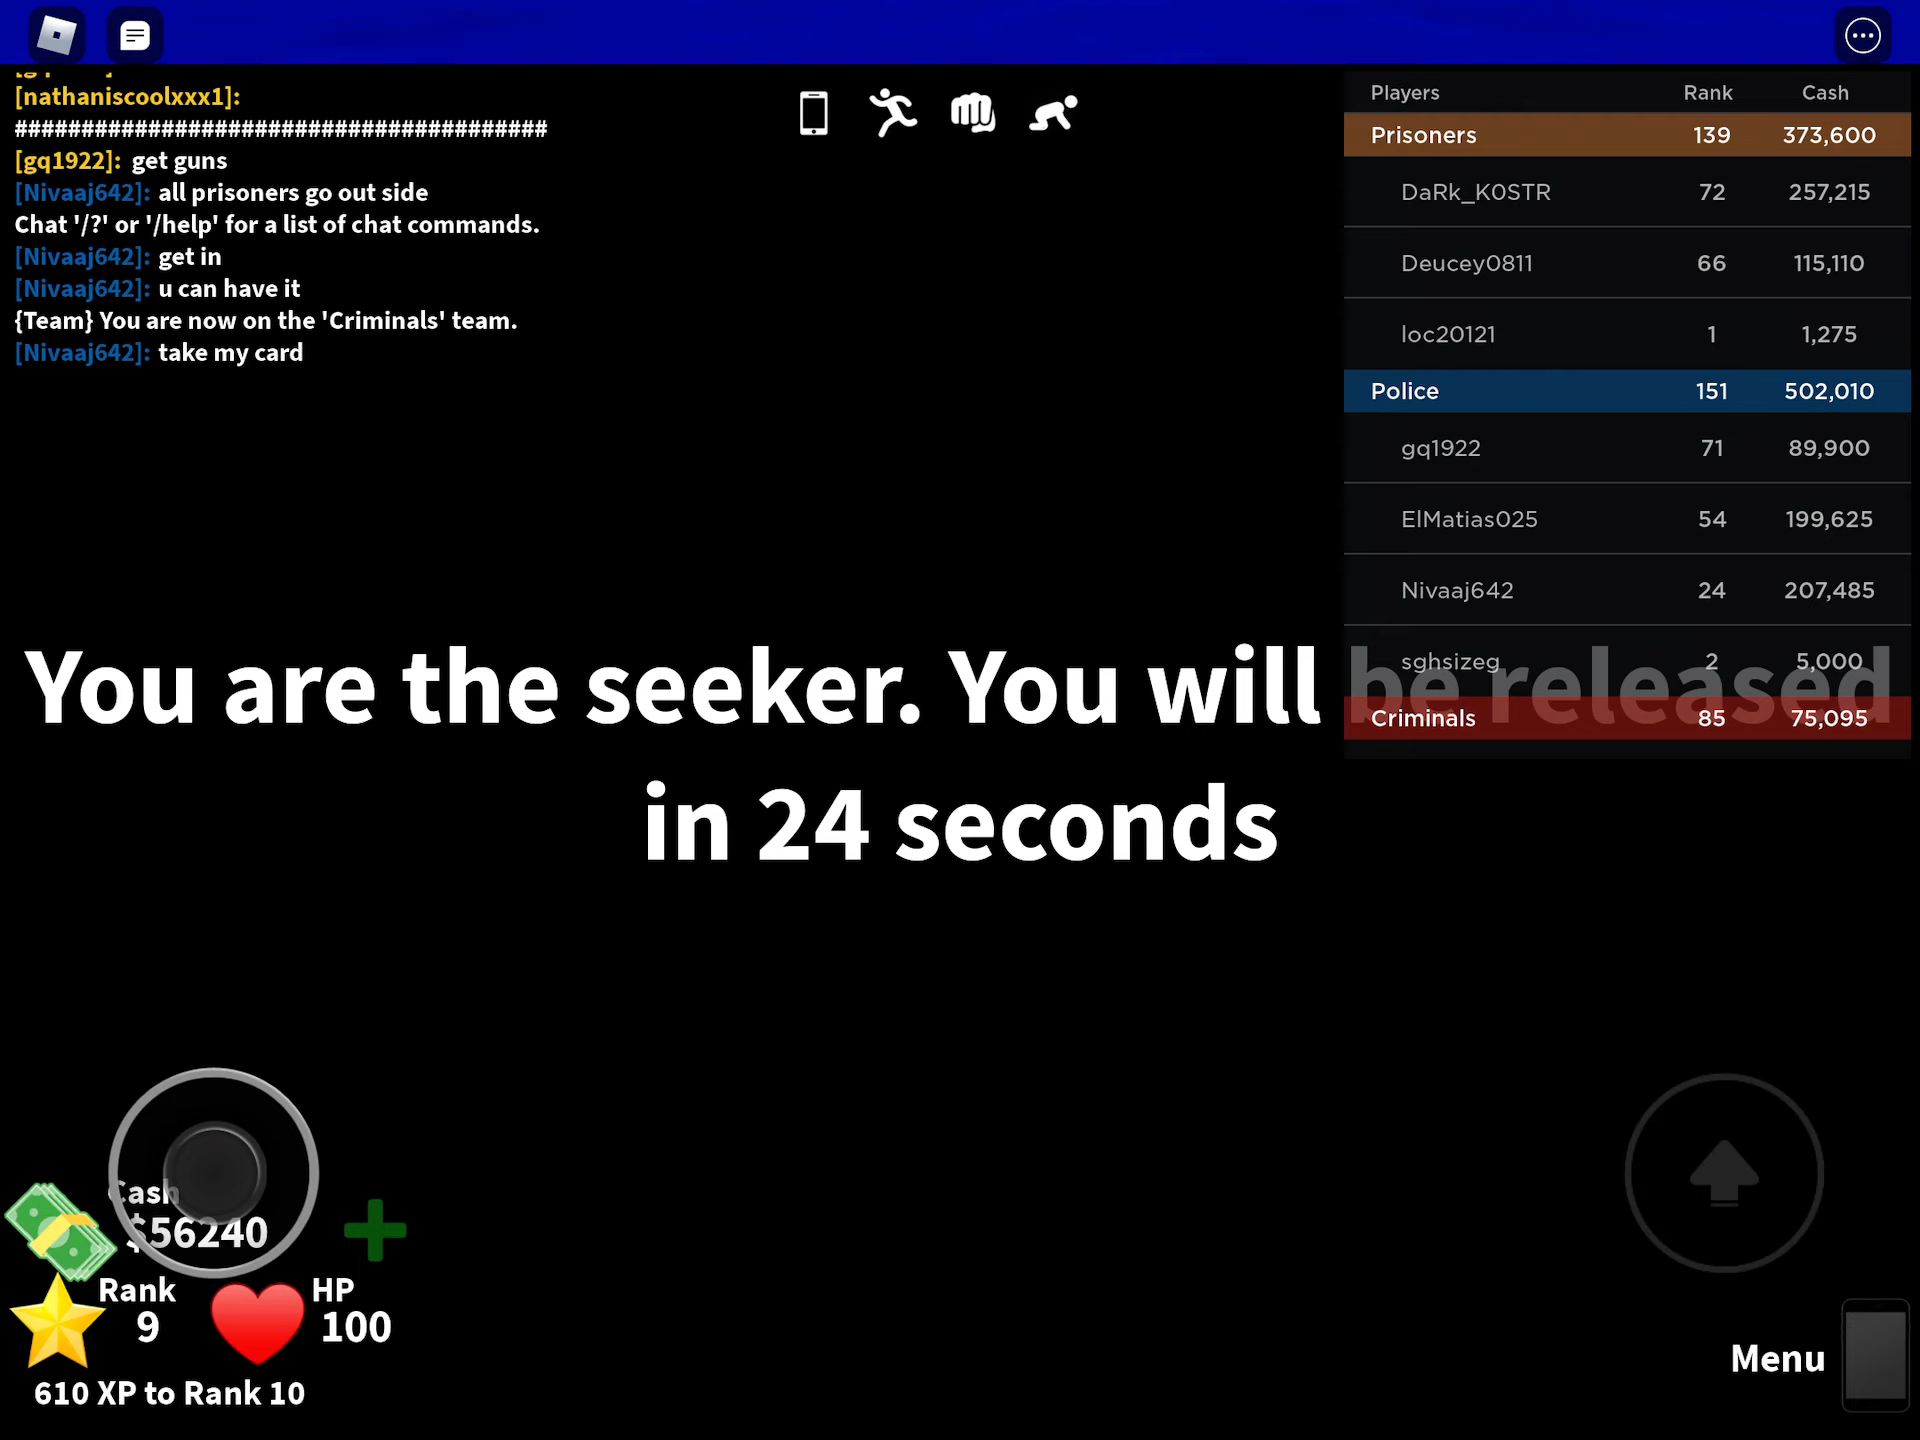 [nathaniscoolxxx1]:
########################################
[gq1922]: get guns
[Nivaaj642]: all prisoners go out side
Chat '/?' or '/help' for a list of chat commands.
[Nivaaj642]: get in
[Nivaaj642]: u can have it
{Team} You are now on the 'Criminals' team.
[Nivaaj642]: take my card
Players Rank Cash
Prisoners 139 373,600
DaRk_K0STR 72 257,215
Deucey0811 66 115,110
loc20121 1 1,275
Police 151 502,010
gq1922 71 89,900
ElMatias025 54 199,625
Nivaaj642 24 207,485
sghsizeg 2 5,000
Criminals 85 75,095
You are the seeker. You will be released
in 24 seconds
Cash
$56240
Rank
9
HP
100
610 XP to Rank 10
Menu